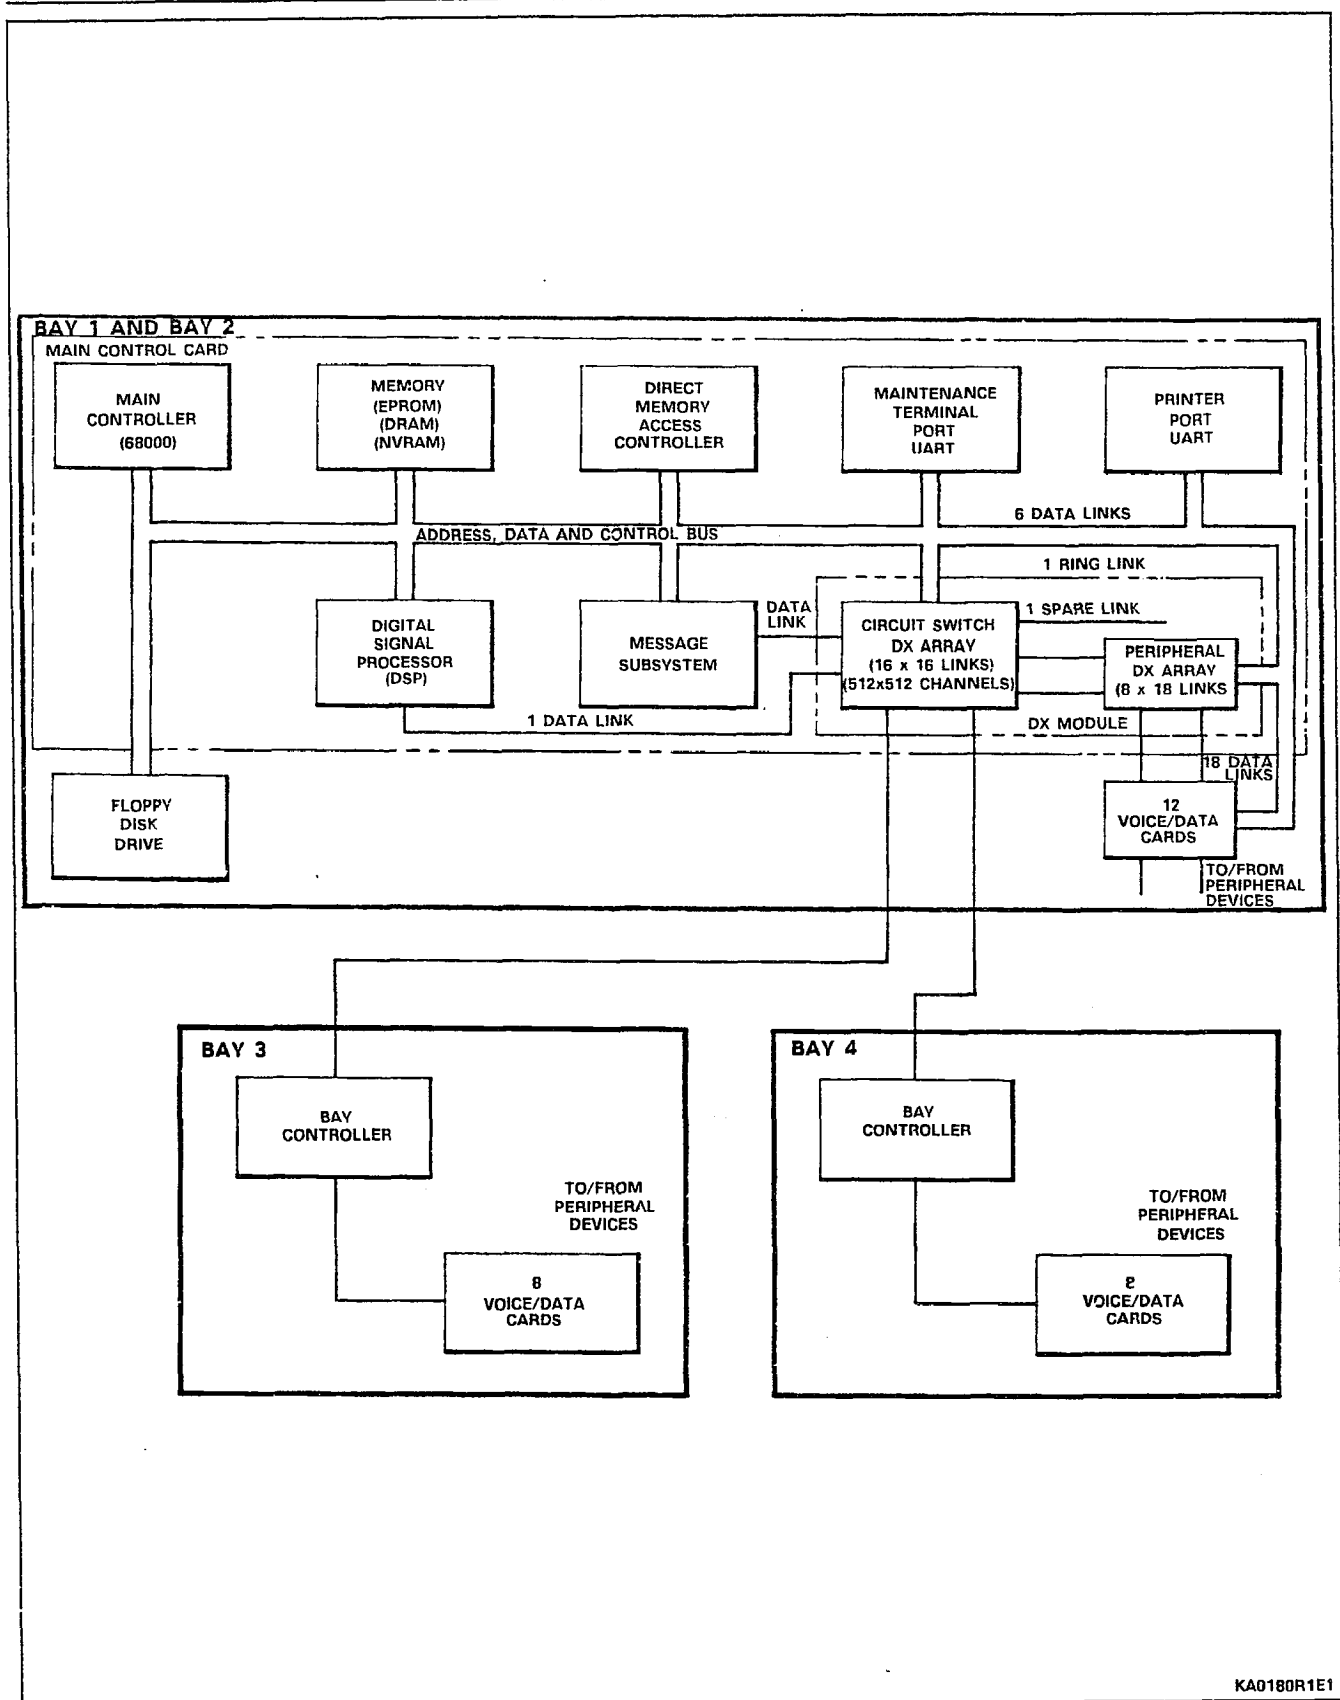 BAY 1 AND BAY 2
MAIN CONTROL CARD
MAIN
CONTROLLER
(68000)
MEMORY
(EPROM)
(DRAM)
(NVRAM)
DIRECT
MEMORY
ACCESS
CONTROLLER
MAINTENANCE
TERMINAL
PORT
UART
PRINTER
PORT
UART
6 DATA LINKS
ADDRESS, DATA AND CONTROL BUS
1 RING LINK
DIGITAL
SIGNAL
PROCESSOR
(DSP)
MESSAGE
SUBSYSTEM
DATA
LINK
CIRCUIT SWITCH
DX ARRAY
(16 x 16 LINKS)
(512x512 CHANNELS)
1 SPARE LINK
PERIPHERAL
DX ARRAY
(8 x 18 LINKS
1 DATA LINK
DX MODULE
18 DATA
LINKS
FLOPPY
DISK
DRIVE
12
VOICE/DATA
CARDS
TO/FROM
PERIPHERAL
DEVICES
BAY 3
BAY
CONTROLLER
TO/FROM
PERIPHERAL
DEVICES
8
VOICE/DATA
CARDS
BAY 4
BAY
CONTROLLER
TO/FROM
PERIPHERAL
DEVICES
8
VOICE/DATA
CARDS
KA0180R1E1